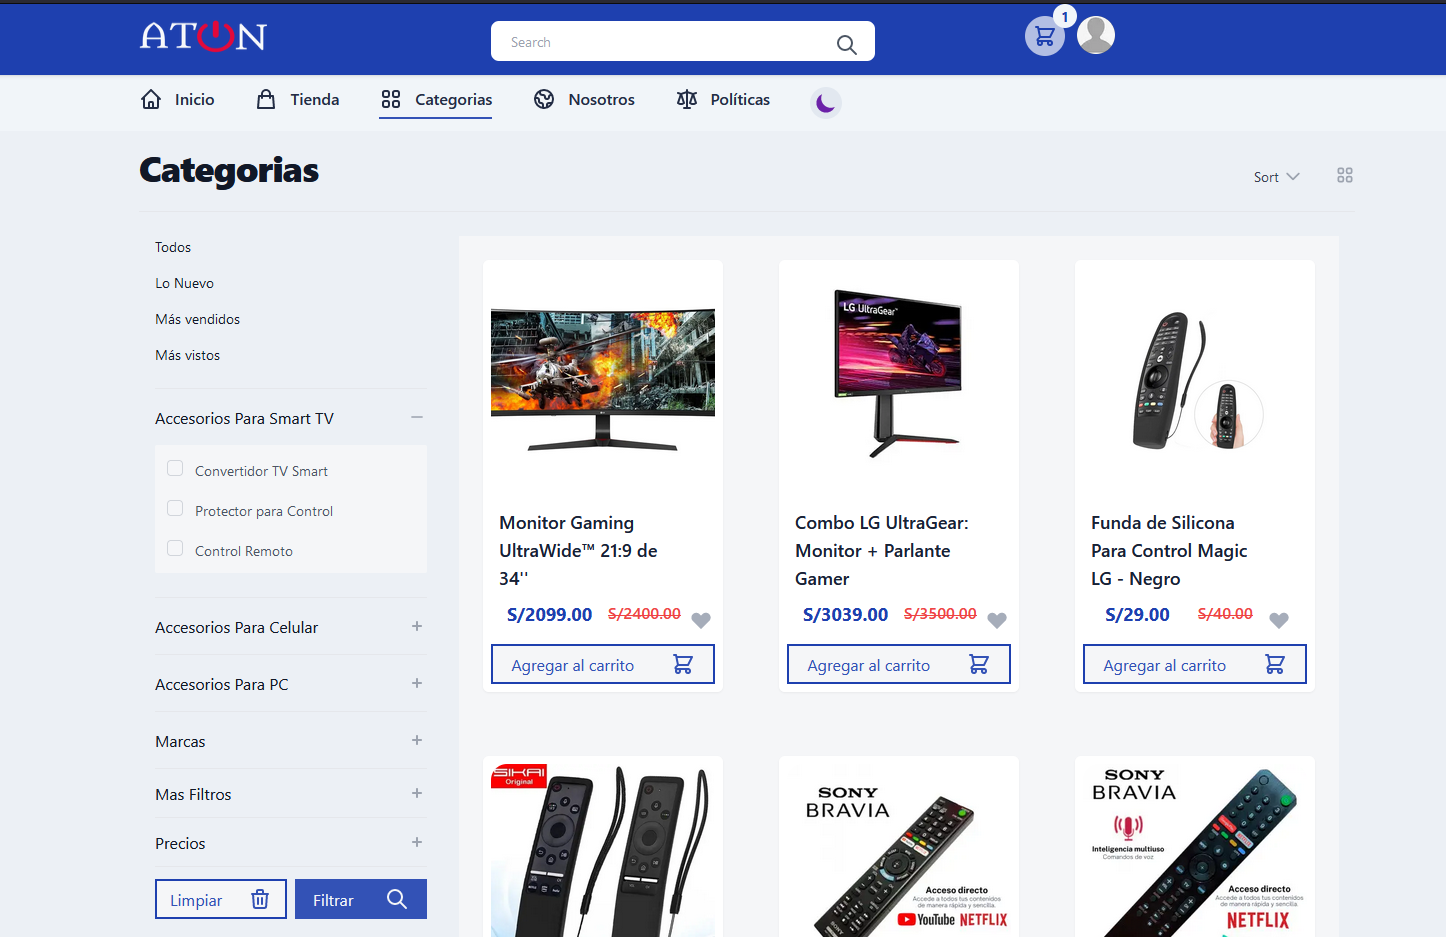 ATON
Search
1
Inicio
Tienda
Categorias
Nosotros
Políticas
Categorias
Sort
Todos
Lo Nuevo
Más vendidos
Más vistos
Accesorios Para Smart TV
Convertidor TV Smart
Protector para Control
Control Remoto
Accesorios Para Celular
Accesorios Para PC
Marcas
Mas Filtros
Precios
Limpiar
Filtrar
Monitor Gaming
UltraWide™ 21:9 de
34''
S/2099.00 S/2400.00
Agregar al carrito
LG UltraGear™
Combo LG UltraGear:
Monitor + Parlante
Gamer
S/3039.00 S/3500.00
Agregar al carrito
Funda de Silicona
Para Control Magic
LG - Negro
S/29.00 S/40.00
Agregar al carrito
SIKAI
Original
SONY
BRAVIA
Acceso directo
Accede a todos tus contenidos
de manera rápida y sencilla.
YouTube NETFLIX
SONY
SONY
BRAVIA
Inteligencia multiuso
Comandos de voz
Acceso directo
Accede a todos tus contenidos
de manera rápida y sencilla.
NETFLIX